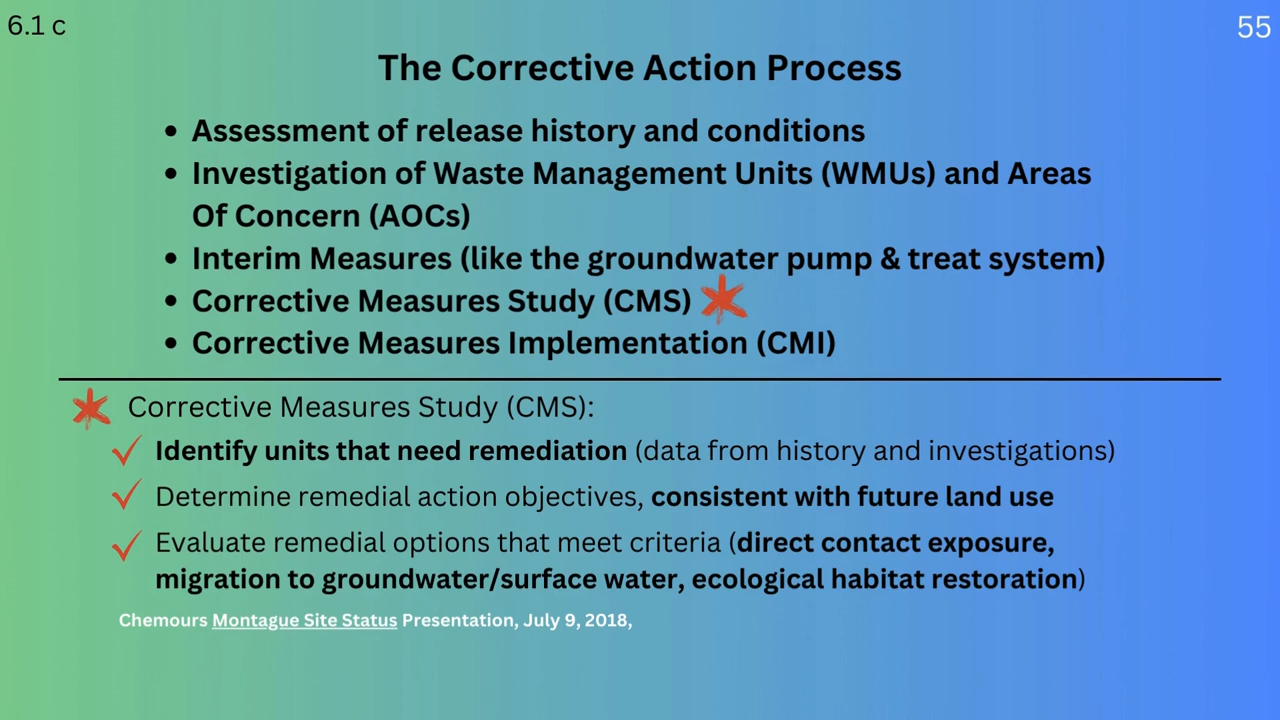 6.1 c
55
The Corrective Action Process
• Assessment of release history and conditions
• Investigation of Waste Management Units (WMUs) and Areas
Of Concern (AOCs)
• Interim Measures (like the groundwater pump & treat system)
• Corrective Measures Study (CMS)
• Corrective Measures Implementation (CMI)
Corrective Measures Study (CMS):
Identify units that need remediation (data from history and investigations)
Determine remedial action objectives, consistent with future land use
Evaluate remedial options that meet criteria (direct contact exposure,
migration to groundwater/surface water, ecological habitat restoration)
Chemours Montague Site Status Presentation, July 9, 2018,